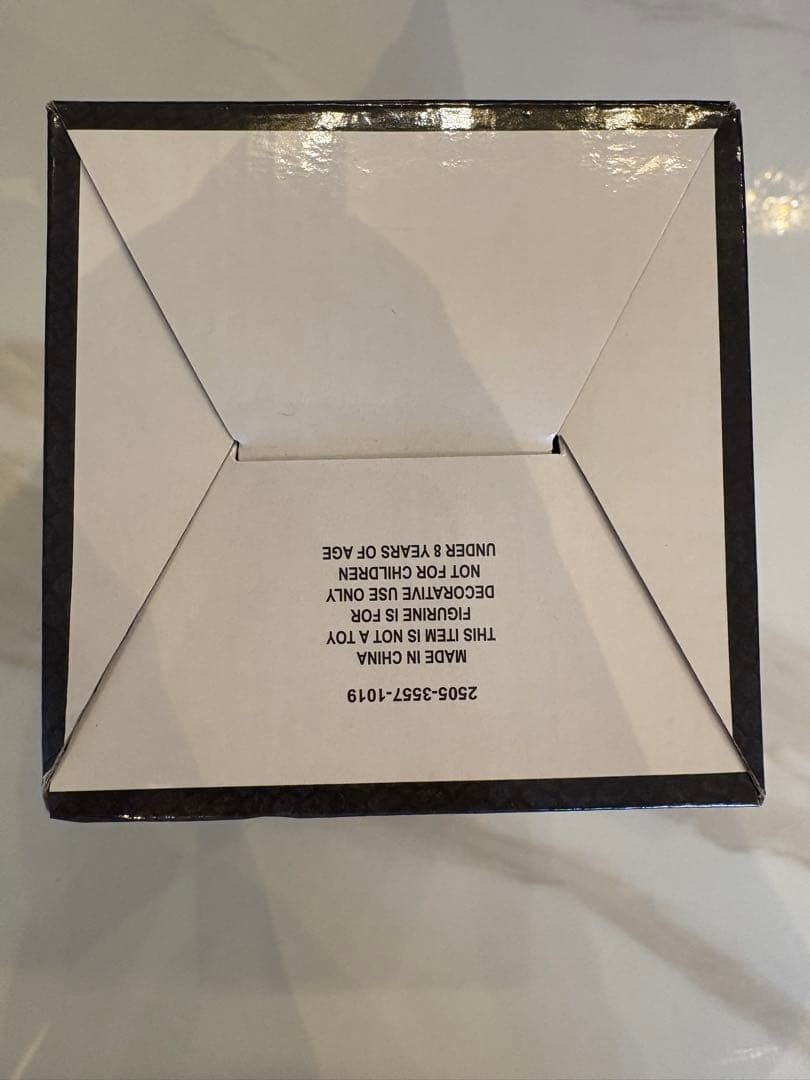 2505-3557-1019
MADE IN CHINA
THIS ITEM IS NOT A TOY
FIGURINE IS FOR
DECORATIVE USE ONLY
NOT FOR CHILDREN
UNDER 8 YEARS OF AGE